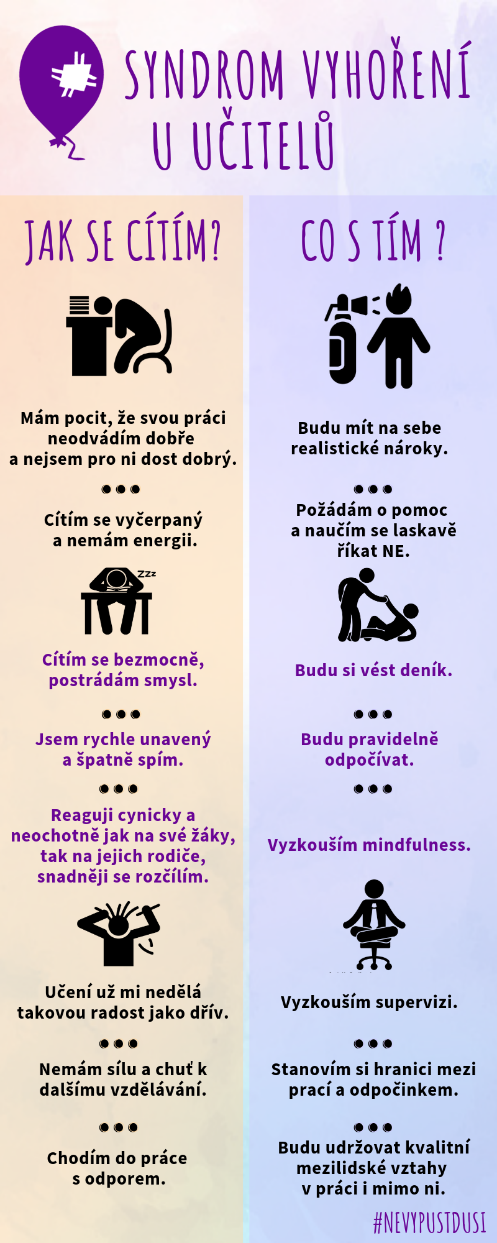 SYNDROM VYHOŘENÍ
U UČITELŮ
JAK SE CÍTÍM?
Mám pocit, že svou práci
neodvádím dobře
a nejsem pro ni dost dobrý.
Cítím se vyčerpaný
a nemám energii.
zzz
Cítím se bezmocně,
postrádám smysl.
Jsem rychle unavený
a špatně spím.
Reaguji cynicky a
neochotně jak na své žáky,
tak na jejich rodiče,
snadněji se rozčílím.
Učení už mi nedělá
takovou radost jako dřív.
Nemám sílu a chuť k
dalšímu vzdělávání.
Chodím do práce
s odporem.
CO S TÍM ?
Budu mít na sebe
realistické nároky.
Požádám o pomoc
a naučím se laskavě
říkat NE.
Budu si vést deník.
Budu pravidelně
odpočívat.
Vyzkouším mindfulness.
Vyzkouším supervizi.
Stanovím si hranici mezi
prací a odpočinkem.
Budu udržovat kvalitní
mezilidské vztahy
v práci i mimo ni.
#NEVYPUSTDUSI